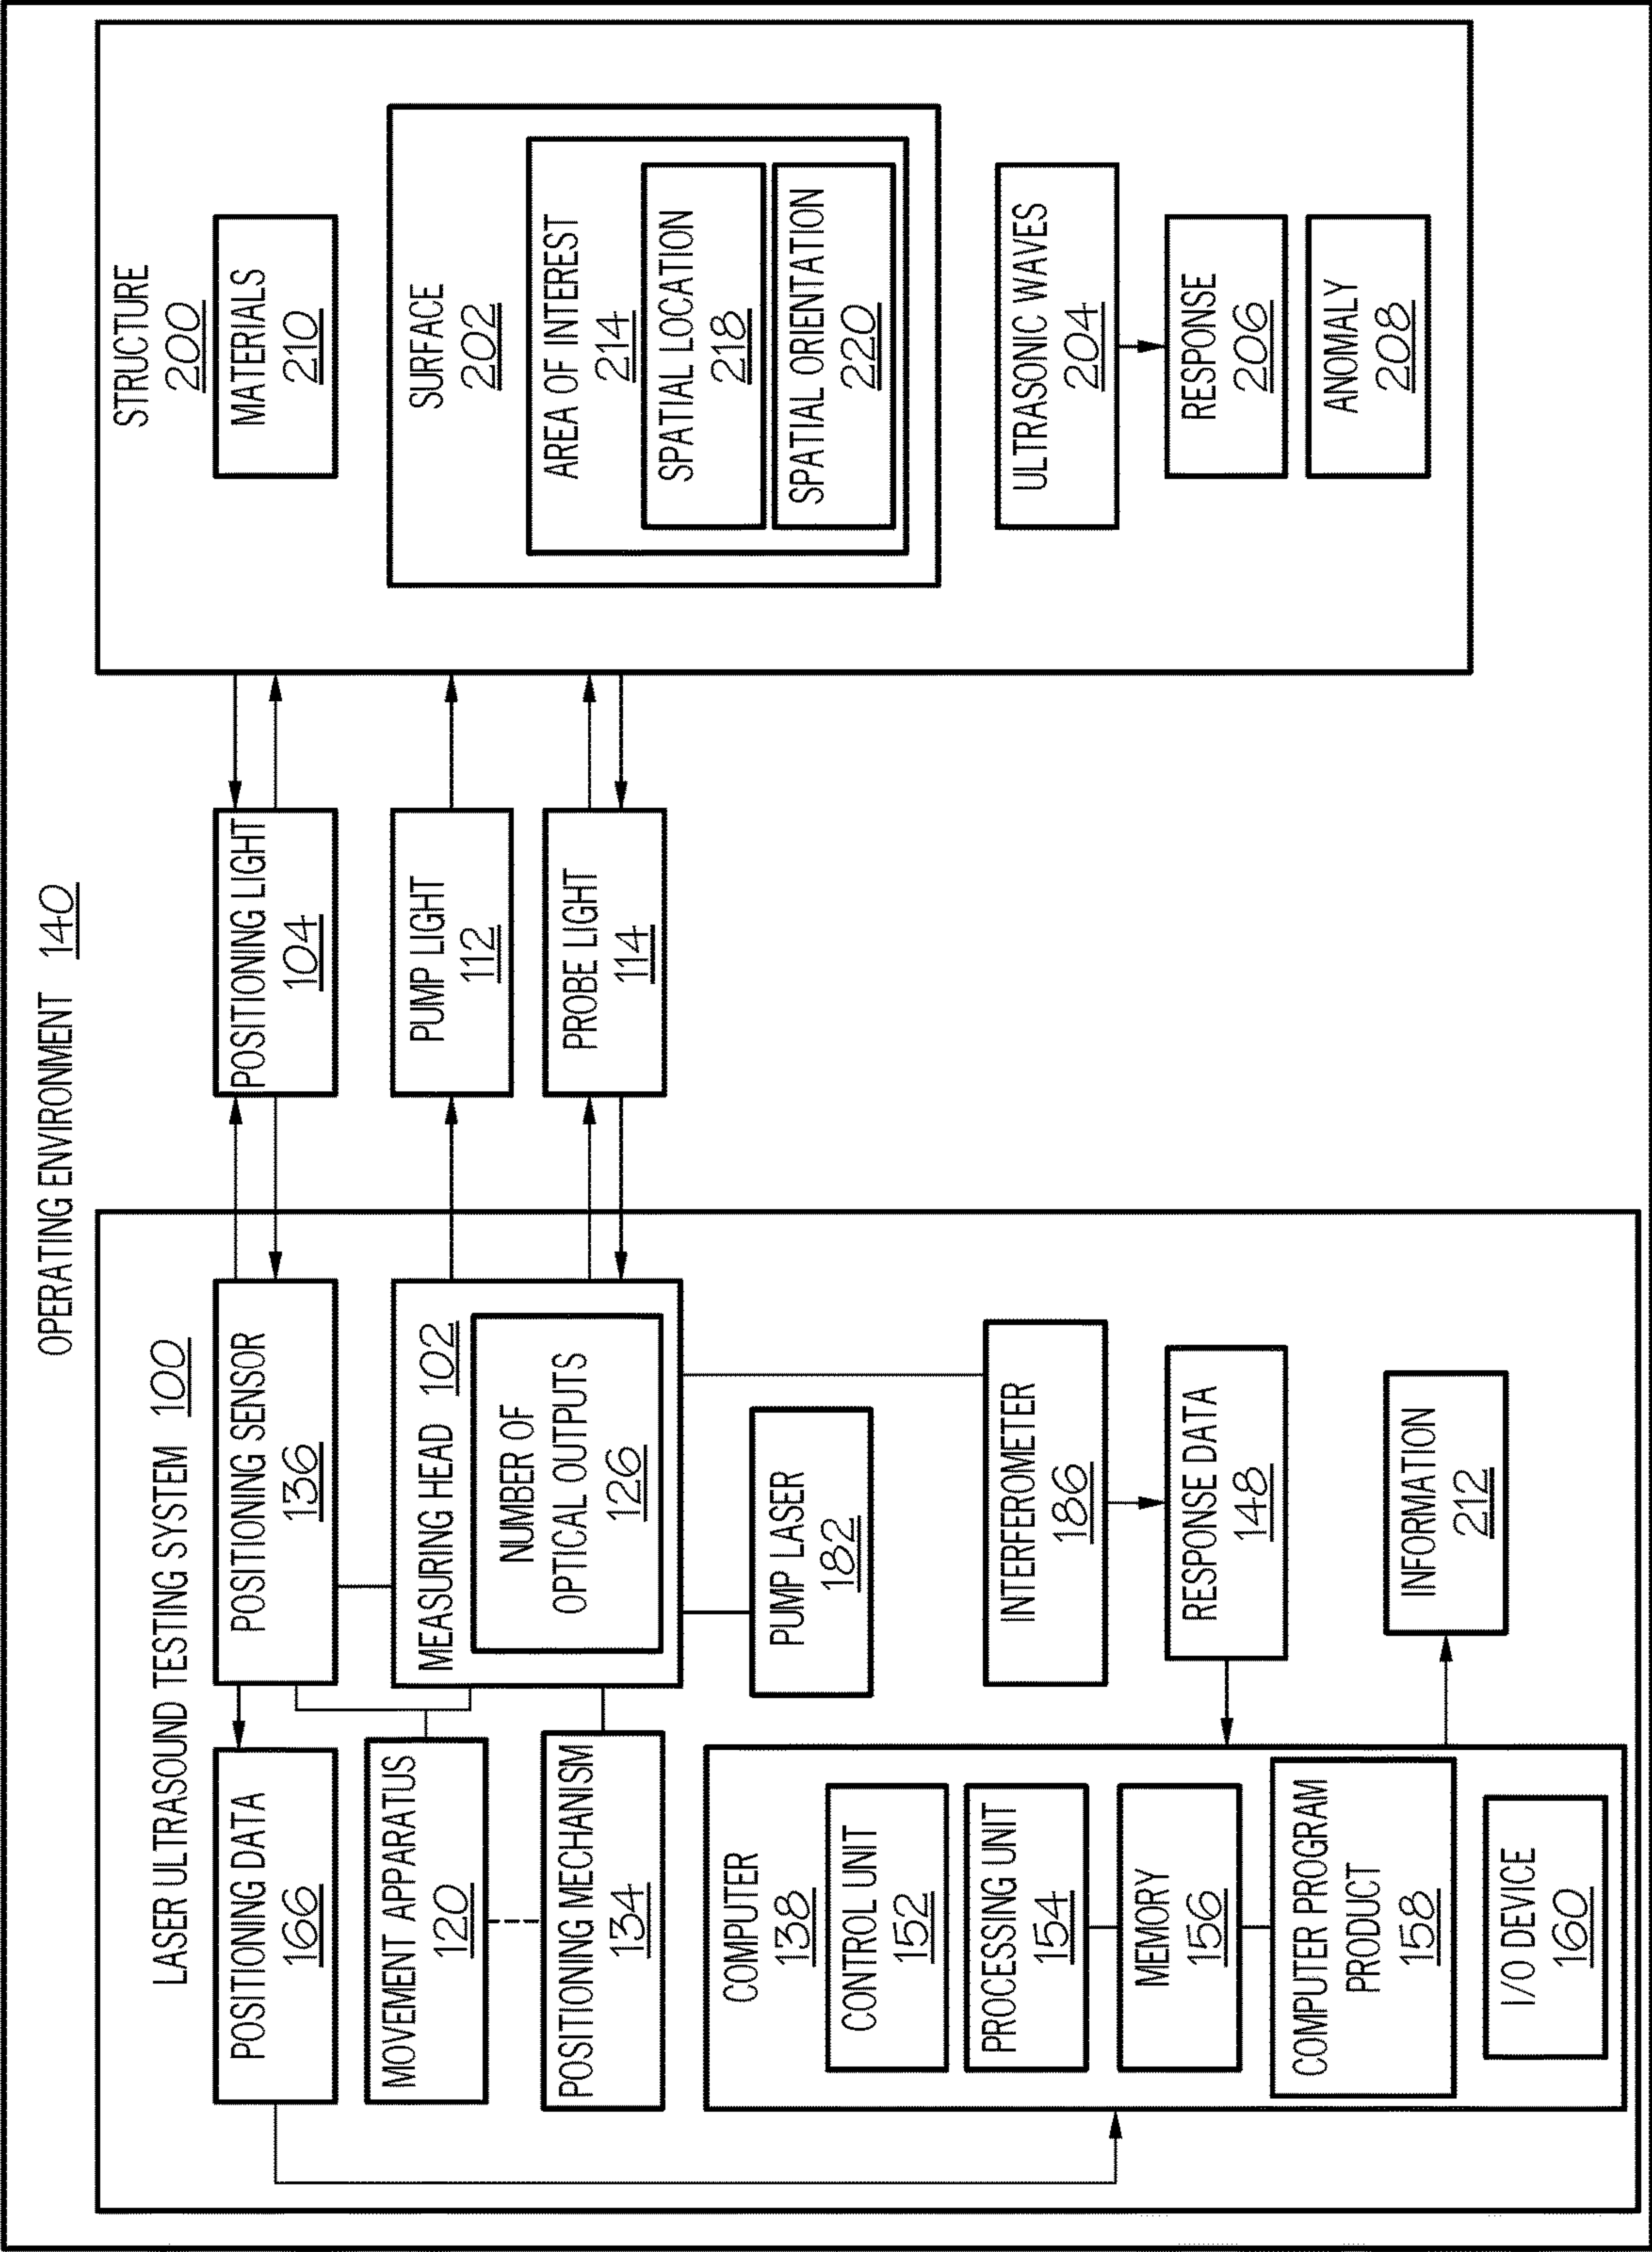 OPERATING ENVIRONMENT 140
LASER ULTRASOUND TESTING SYSTEM 100
POSITIONING DATA
166
POSITIONING SENSOR
136
MOVEMENT APPARATUS
120
MEASURING HEAD 102
NUMBER OF
OPTICAL OUTPUTS
126
POSITIONING MECHANISM
134
PUMP LASER
182
COMPUTER
138
CONTROL UNIT
152
PROCESSING UNIT
154
MEMORY
156
COMPUTER PROGRAM
PRODUCT
158
I/O DEVICE
160
INTERFEROMETER
186
RESPONSE DATA
148
INFORMATION
212
POSITIONING LIGHT
104
PUMP LIGHT
112
PROBE LIGHT
114
STRUCTURE
200
MATERIALS
210
SURFACE
202
AREA OF INTEREST
214
SPATIAL LOCATION
218
SPATIAL ORIENTATION
220
ULTRASONIC WAVES
204
RESPONSE
206
ANOMALY
208